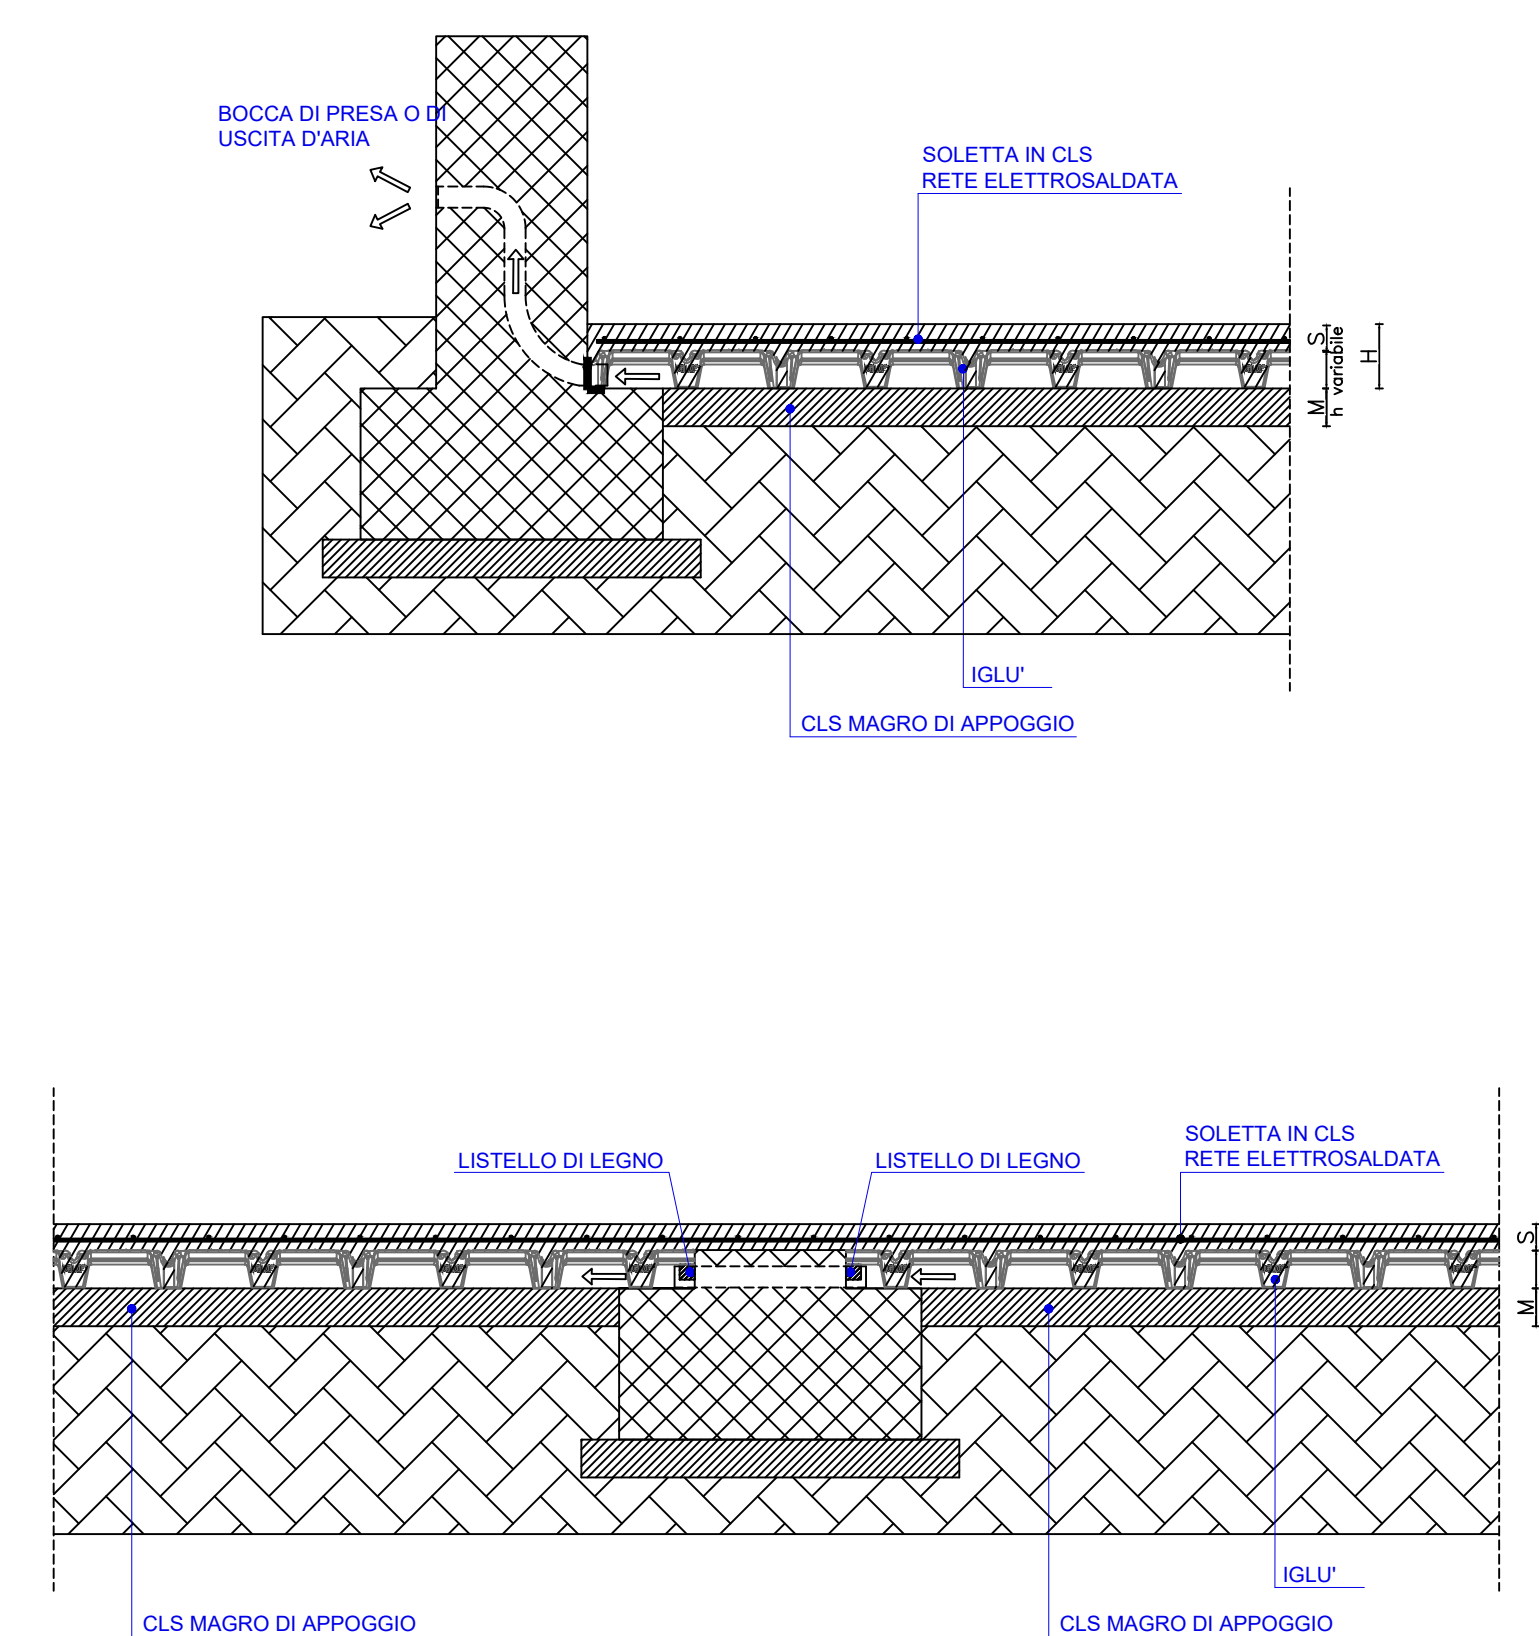 BOCCA DI PRESA O DI
USCITA D'ARIA
SOLETTA IN CLS
RETE ELETTROSALDATA
S
h variabile
H
M
IGLU'
CLS MAGRO DI APPOGGIO
LISTELLO DI LEGNO
LISTELLO DI LEGNO
SOLETTA IN CLS
RETE ELETTROSALDATA
S
M
IGLU'
CLS MAGRO DI APPOGGIO
CLS MAGRO DI APPOGGIO